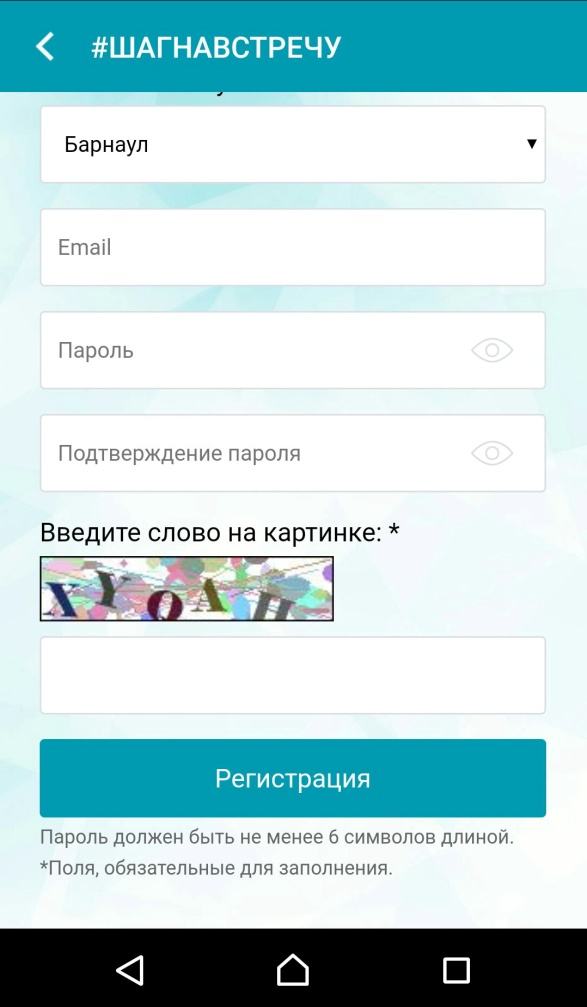 #ШАГНАВСТРЕЧУ
Барнаул
Email
Пароль
Подтверждение пароля
Введите слово на картинке: *
Регистрация
Пароль должен быть не менее 6 символов длиной.
*Поля, обязательные для заполнения.